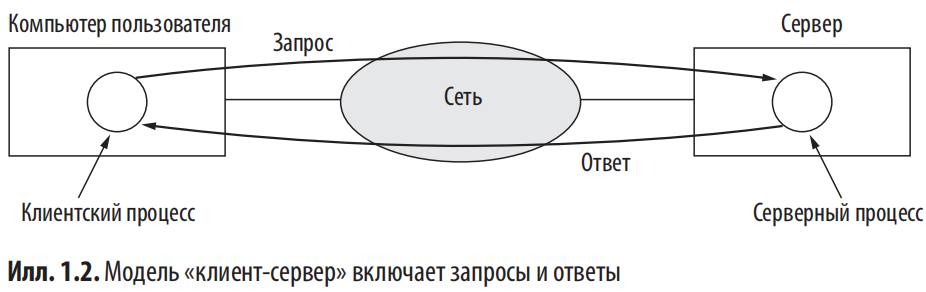 Компьютер пользователя
Сервер
Запрос
Сеть
Ответ
Клиентский процесс
Серверный процесс
Илл. 1.2. Модель «клиент-сервер» включает запросы и ответы